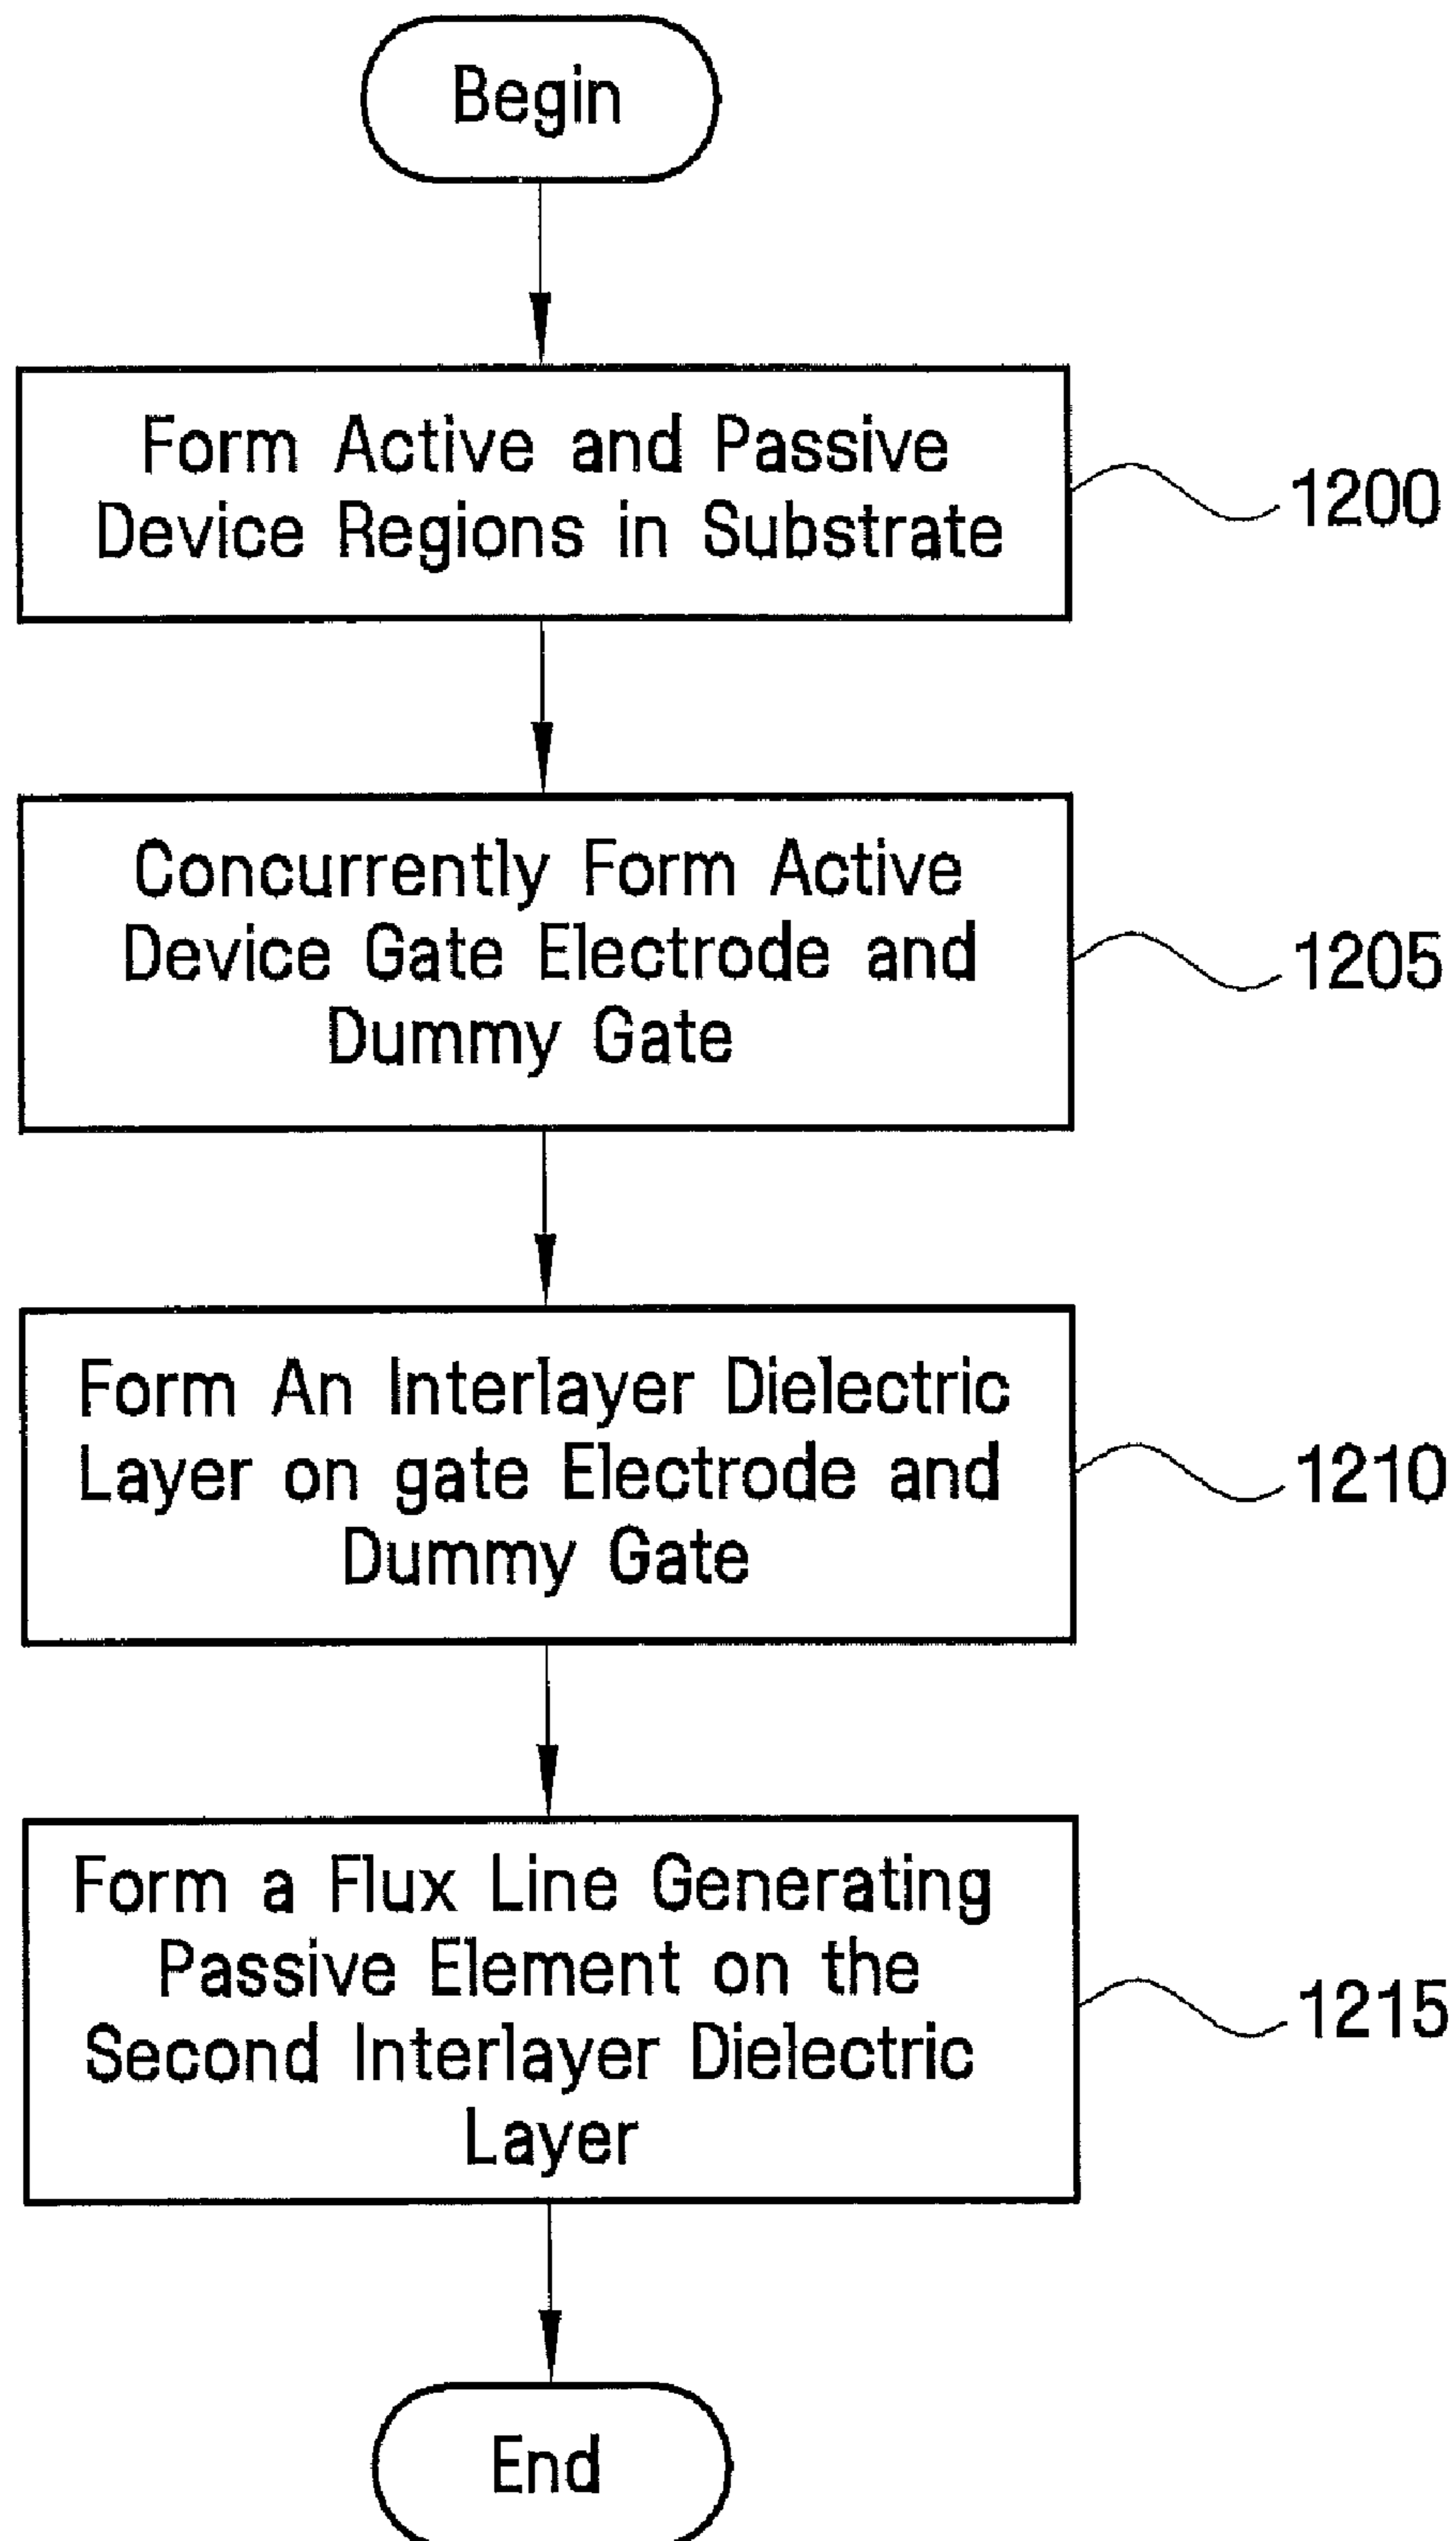 Begin
Form Active and Passive
Device Regions in Substrate
1200
Concurrently Form Active
Device Gate Electrode and
Dummy Gate
1205
Form An Interlayer Dielectric
Layer on gate Electrode and
Dummy Gate
1210
Form a Flux Line Generating
Passive Element on the
Second Interlayer Dielectric
Layer
1215
End